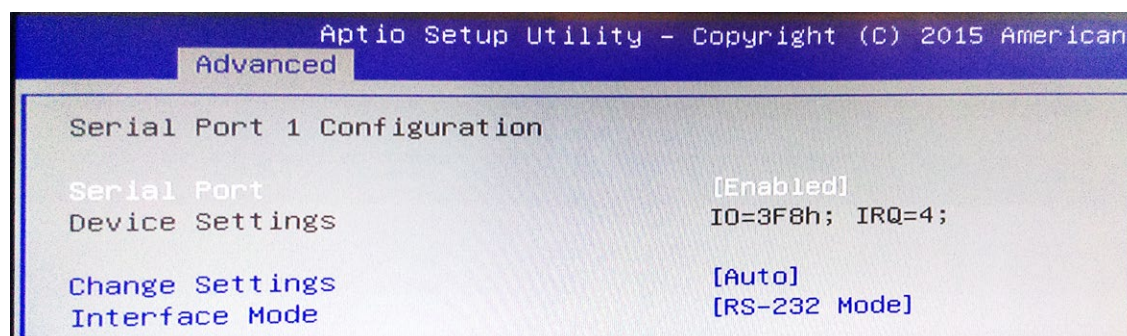 Aptio Setup Utility – Copyright (C) 2015 American
Advanced
Serial Port 1 Configuration
Serial Port [Enabled]
Device Settings IO=3F8h; IRQ=4;
Change Settings [Auto]
Interface Mode [RS-232 Mode]